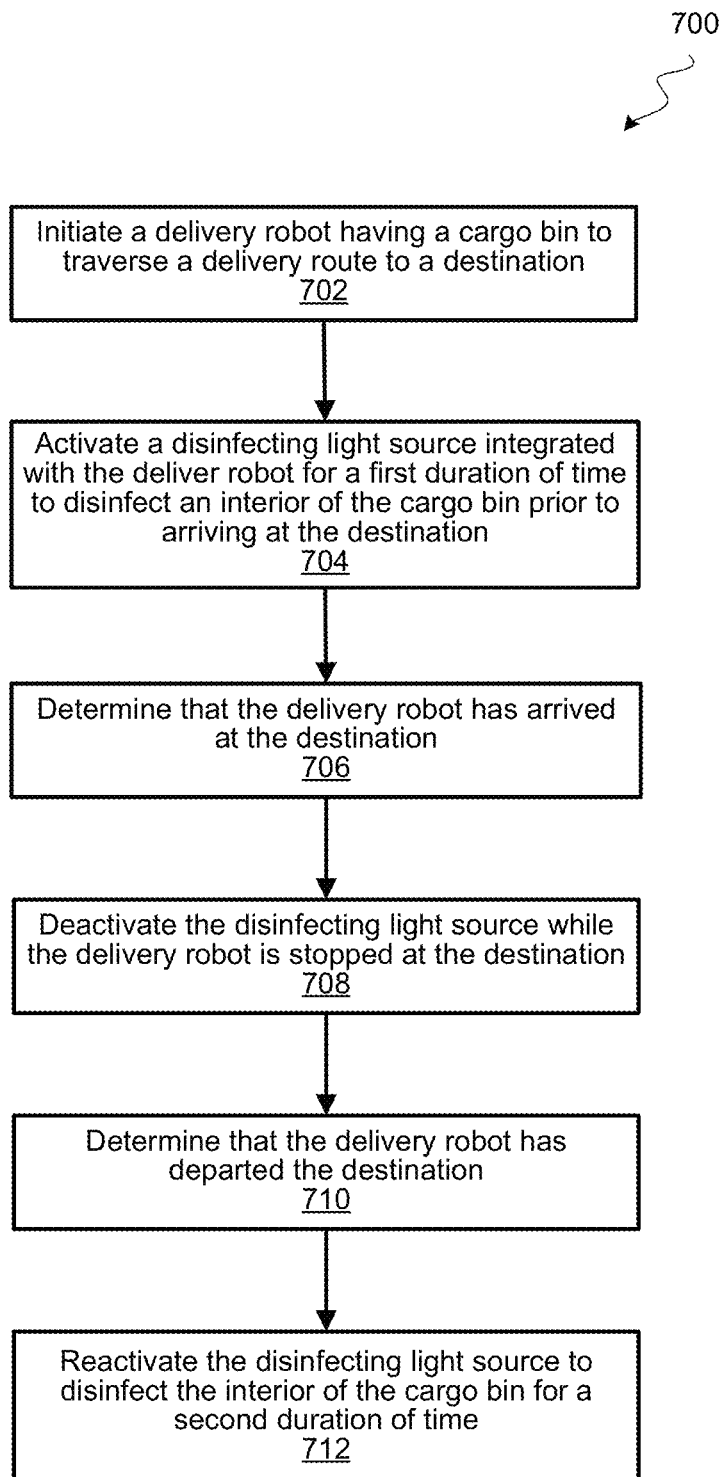 700
Initiate a delivery robot having a cargo bin to
traverse a delivery route to a destination
702
Activate a disinfecting light source integrated
with the deliver robot for a first duration of time
to disinfect an interior of the cargo bin prior to
arriving at the destination
704
Determine that the delivery robot has arrived
at the destination
706
Deactivate the disinfecting light source while
the delivery robot is stopped at the destination
708
Determine that the delivery robot has
departed the destination
710
Reactivate the disinfecting light source to
disinfect the interior of the cargo bin for a
second duration of time
712